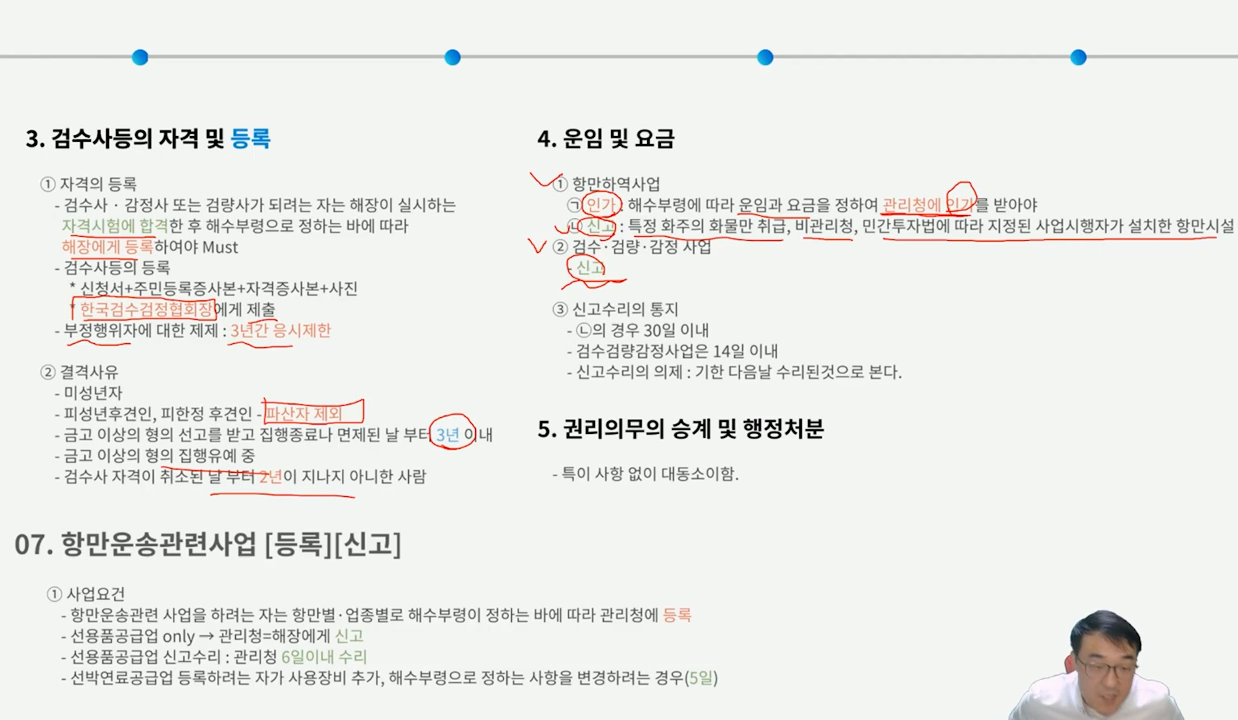 3. 검수사등의 자격 및 등록
① 자격의 등록
- 검수사 · 감정사 또는 검량사가 되려는 자는 해장이 실시하는
자격시험에 합격한 후 해수부령으로 정하는 바에 따라
해장에게 등록하여야 Must
- 검수사등의 등록
* 신청서+주민등록증사본+자격증사본+사진
* 한국검수검정협회장에게 제출
- 부정행위자에 대한 제제 : 3년간 응시제한
② 결격사유
- 미성년자
- 피성년후견인, 피한정 후견인 - 파산자 제외
- 금고 이상의 형의 선고를 받고 집행종료나 면제된 날 부터 3년 이내
- 금고 이상의 형의 집행유예 중
- 검수사 자격이 취소된 날 부터 2년이 지나지 아니한 사람
4. 운임 및 요금
① 항만하역사업
㉠ 인가 : 해수부령에 따라 운임과 요금을 정하여 관리청에 인가를 받아야
㉡ 신고 : 특정 화주의 화물만 취급, 비관리청, 민간투자법에 따라 지정된 사업시행자가 설치한 항만시설
② 검수·검량·감정 사업
- 신고
③ 신고수리의 통지
- ㉡의 경우 30일 이내
- 검수검량감정사업은 14일 이내
- 신고수리의 의제 : 기한 다음날 수리된것으로 본다.
5. 권리의무의 승계 및 행정처분
- 특이 사항 없이 대동소이함.
07. 항만운송관련사업 [등록][신고]
① 사업요건
- 항만운송관련 사업을 하려는 자는 항만별·업종별로 해수부령이 정하는 바에 따라 관리청에 등록
- 선용품공급업 only → 관리청=해장에게 신고
- 선용품공급업 신고수리 : 관리청 6일이내 수리
- 선박연료공급업 등록하려는 자가 사용장비 추가, 해수부령으로 정하는 사항을 변경하려는 경우(5일)